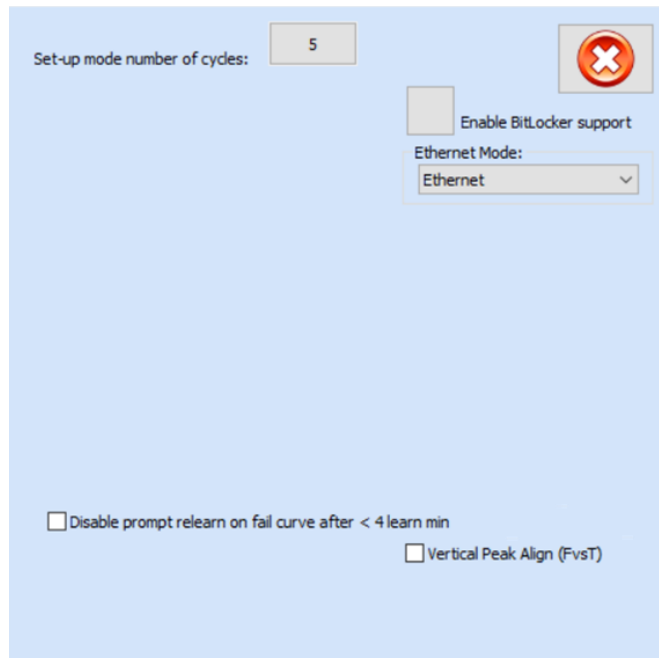 Set-up mode number of cycles:
5
Enable BitLocker support
Ethernet Mode:
Ethernet
Disable prompt relearn on fail curve after < 4 learn min
Vertical Peak Align (FvsT)